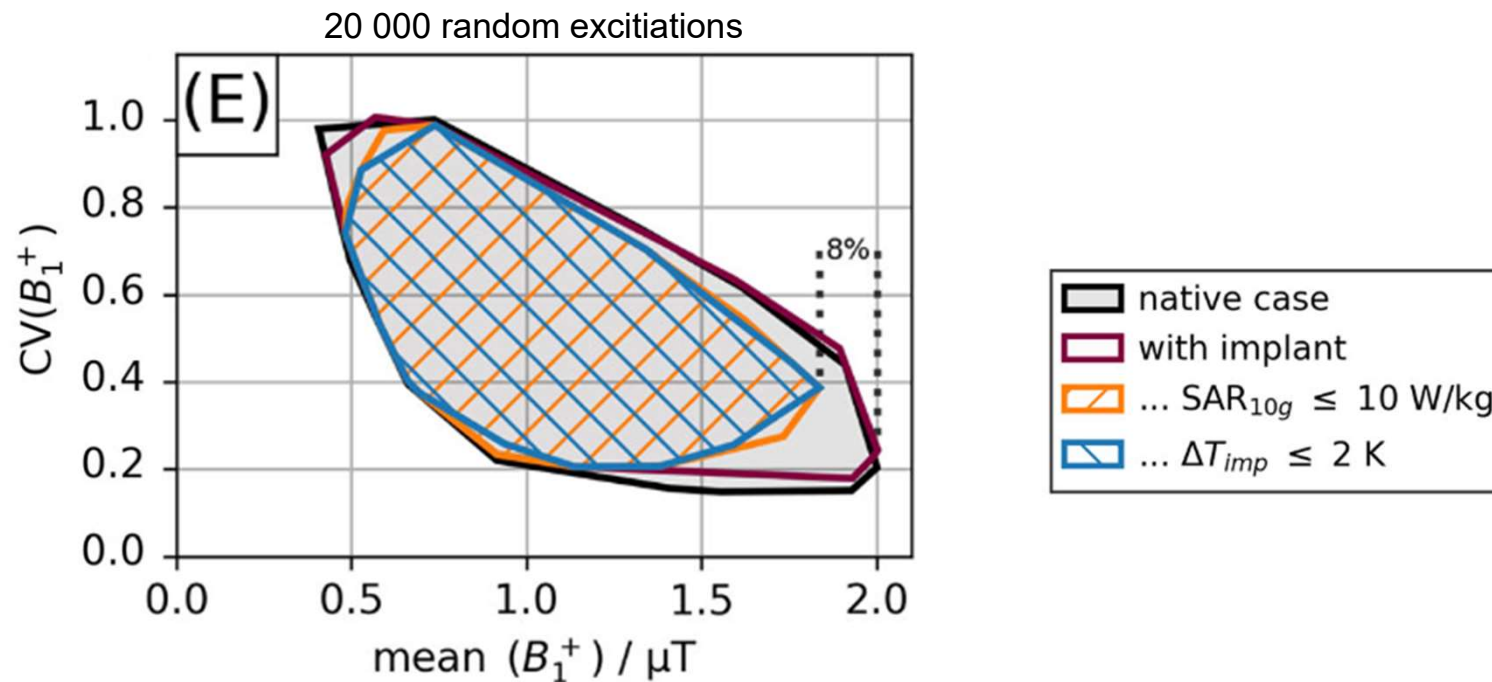 20 000 random excitiations
(E)
1.0
0.8
0.6
0.4
0.2
0.0
CV(B₁⁺)
8%
0.0 0.5 1.0 1.5 2.0
mean (B₁⁺) / µT
native case
with implant
... SAR₁₀g ≤ 10 W/kg
... ΔT_imp ≤ 2 K